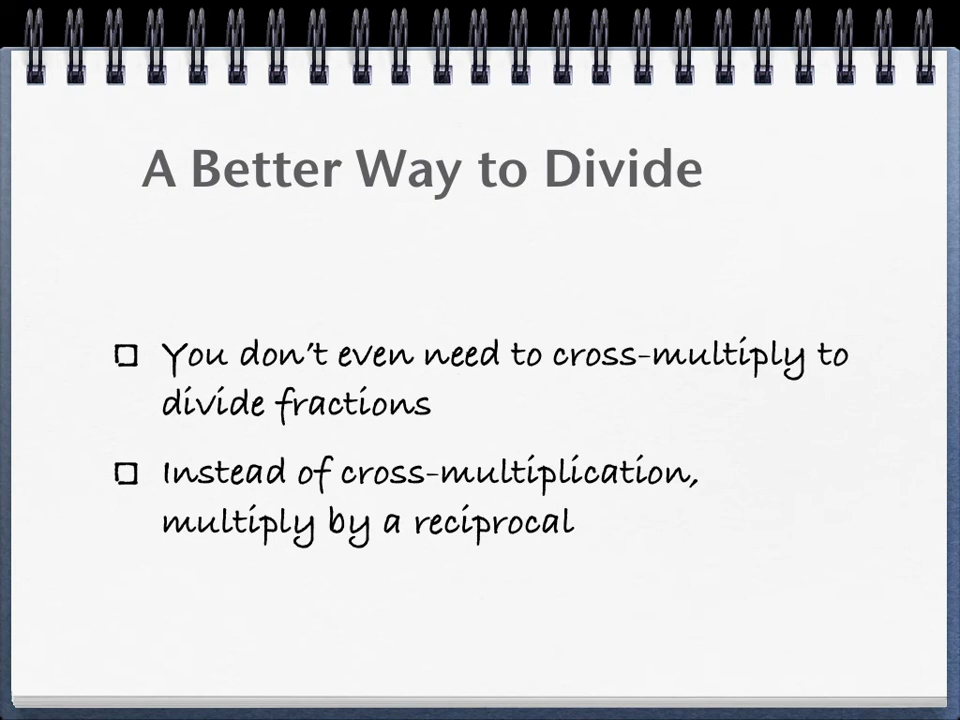 A Better Way to Divide
You don't even need to cross-multiply to
divide fractions
Instead of cross-multiplication,
multiply by a reciprocal